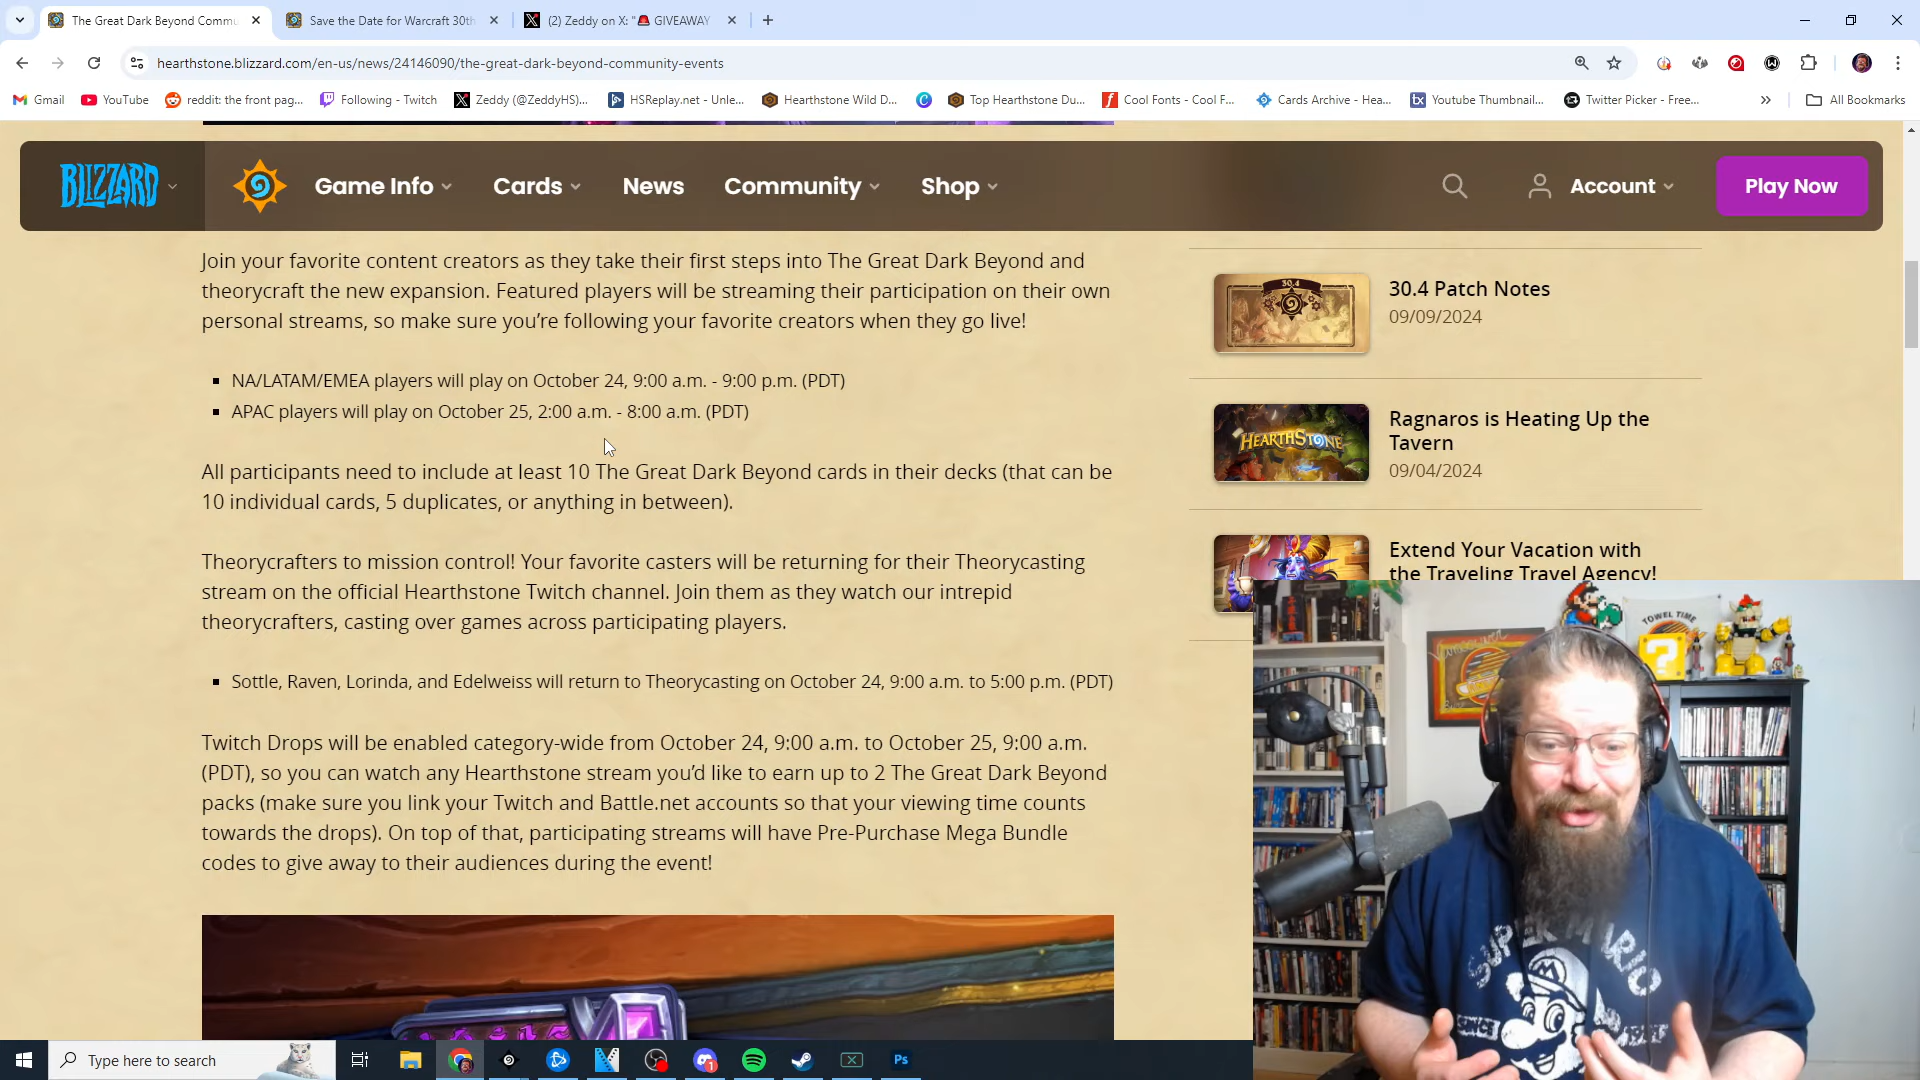 The Great Dark Beyond Commu
Save the Date for Warcraft 30th
(2) Zeddy on X: "🚨 GIVEAWAY
hearthstone.blizzard.com/en-us/news/24146090/the-great-dark-beyond-community-events
Gmail
YouTube
reddit: the front pag...
Following - Twitch
Zeddy (@ZeddyHS)...
HSReplay.net - Unle...
Hearthstone Wild D...
Top Hearthstone Du...
Cool Fonts - Cool F...
Cards Archive - Hea...
Youtube Thumbnail...
Twitter Picker - Free...
All Bookmarks
BLIZZARD
Game Info
Cards
News
Community
Shop
Account
Play Now
Join your favorite content creators as they take their first steps into The Great Dark Beyond and
theorycraft the new expansion. Featured players will be streaming their participation on their own
personal streams, so make sure you're following your favorite creators when they go live!
NA/LATAM/EMEA players will play on October 24, 9:00 a.m. - 9:00 p.m. (PDT)
APAC players will play on October 25, 2:00 a.m. - 8:00 a.m. (PDT)
All participants need to include at least 10 The Great Dark Beyond cards in their decks (that can be
10 individual cards, 5 duplicates, or anything in between).
Theorycrafters to mission control! Your favorite casters will be returning for their Theorycasting
stream on the official Hearthstone Twitch channel. Join them as they watch our intrepid
theorycrafters, casting over games across participating players.
Sottle, Raven, Lorinda, and Edelweiss will return to Theorycasting on October 24, 9:00 a.m. to 5:00 p.m. (PDT)
Twitch Drops will be enabled category-wide from October 24, 9:00 a.m. to October 25, 9:00 a.m.
(PDT), so you can watch any Hearthstone stream you'd like to earn up to 2 The Great Dark Beyond
packs (make sure you link your Twitch and Battle.net accounts so that your viewing time counts
towards the drops). On top of that, participating streams will have Pre-Purchase Mega Bundle
codes to give away to their audiences during the event!
30.4
30.4 Patch Notes
09/09/2024
HEARTHSTONE
Ragnaros is Heating Up the
Tavern
09/04/2024
Extend Your Vacation with
the Traveling Travel Agency!
TOWEL TIME
Vancouver
SUPER MARIO
SINCE
Type here to search
1
Ps